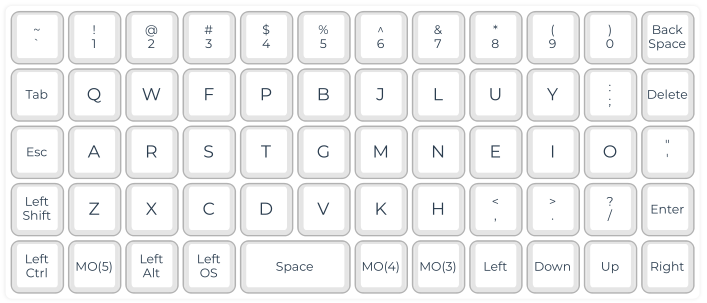 ~ ! @ # $ % ^ & * ( ) Back
` 1 2 3 4 5 6 7 8 9 0 Space
Tab Q W F P B J L U Y : ; Delete
Esc A R S T G M N E I O " '
Left Shift Z X C D V K H < , > . ? / Enter
Left Ctrl MO(5) Left Alt Left OS Space MO(4) MO(3) Left Down Up Right